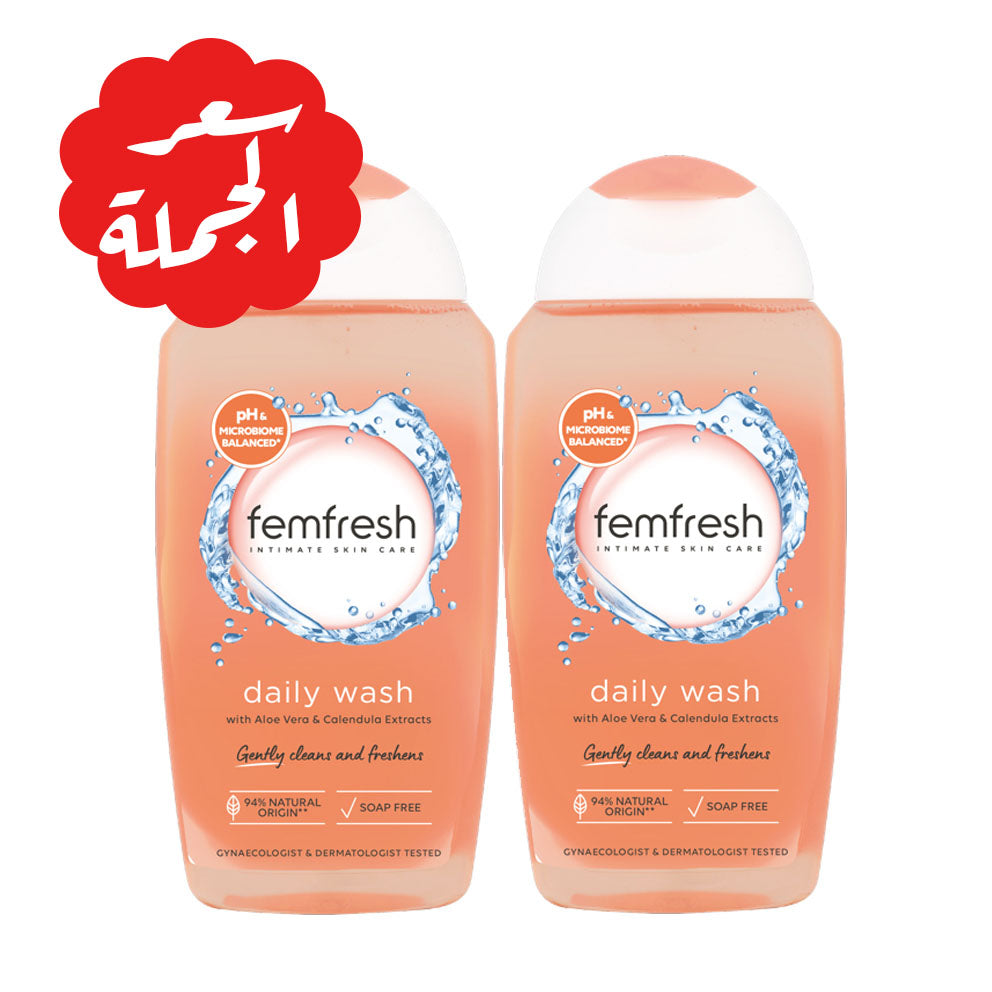 سعر
الجملة
pH &
MICROBIOME
BALANCED*
femfresh
INTIMATE SKIN CARE
daily wash
with Aloe Vera & Calendula Extracts
Gently cleans and freshens
94% NATURAL
ORIGIN**
SOAP FREE
GYNAECOLOGIST & DERMATOLOGIST TESTED
pH &
MICROBIOME
BALANCED*
femfresh
INTIMATE SKIN CARE
daily wash
with Aloe Vera & Calendula Extracts
Gently cleans and freshens
94% NATURAL
ORIGIN**
SOAP FREE
GYNAECOLOGIST & DERMATOLOGIST TESTED